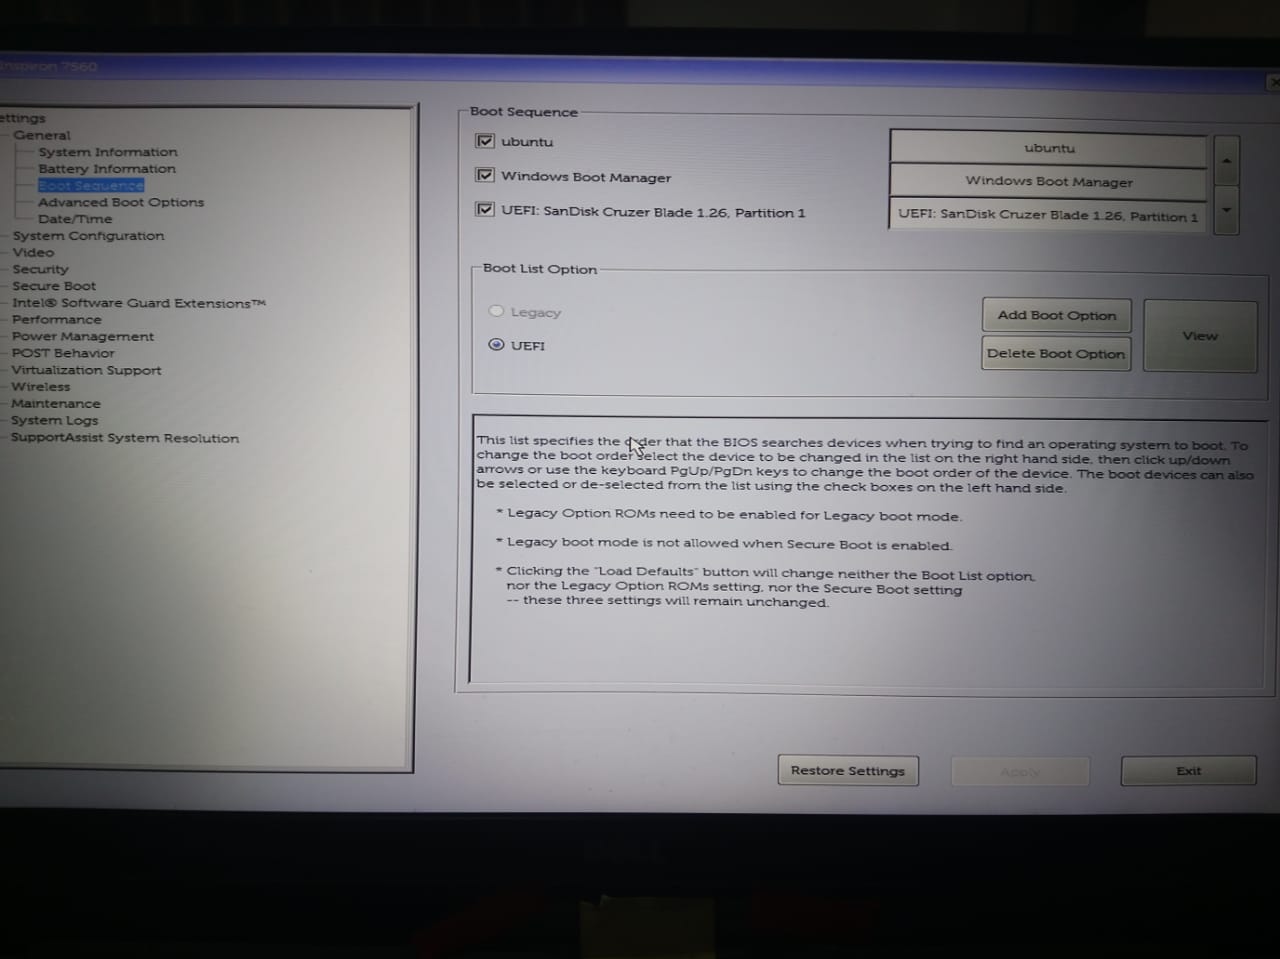 Inspiron 7560
ettings
General
System Information
Battery Information
Boot Sequence
Advanced Boot Options
Date/Time
System Configuration
Video
Security
Secure Boot
Intel® Software Guard Extensions™
Performance
Power Management
POST Behavior
Virtualization Support
Wireless
Maintenance
System Logs
SupportAssist System Resolution
Boot Sequence
ubuntu
Windows Boot Manager
UEFI: SanDisk Cruzer Blade 1.26, Partition 1
ubuntu
Windows Boot Manager
UEFI: SanDisk Cruzer Blade 1.26, Partition 1
Boot List Option
Legacy
UEFI
Add Boot Option
Delete Boot Option
View
This list specifies the order that the BIOS searches devices when trying to find an operating system to boot. To
change the boot order select the device to be changed in the list on the right hand side, then click up/down
arrows or use the keyboard PgUp/PgDn keys to change the boot order of the device. The boot devices can also
be selected or de-selected from the list using the check boxes on the left hand side.
* Legacy Option ROMs need to be enabled for Legacy boot mode.
* Legacy boot mode is not allowed when Secure Boot is enabled.
* Clicking the "Load Defaults" button will change neither the Boot List option,
nor the Legacy Option ROMs setting, nor the Secure Boot setting
-- these three settings will remain unchanged.
Restore Settings
Apply
Exit
DELL